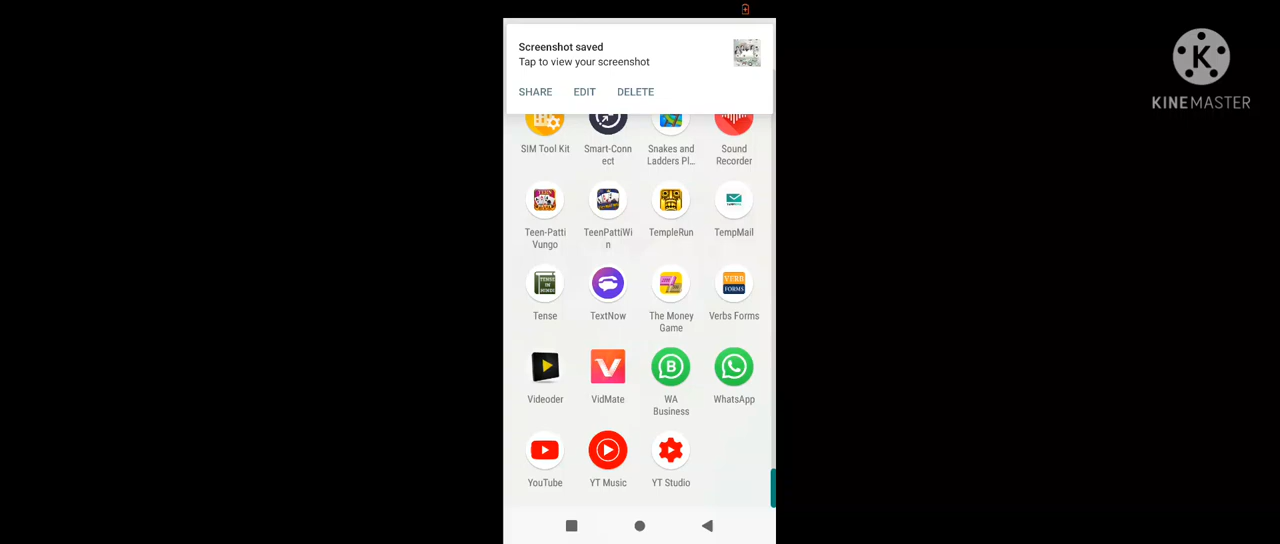 Screenshot saved
Tap to view your screenshot
SHARE EDIT DELETE
K
KINEMASTER
SIM Tool Kit
Smart-Conn
ect
Snakes and
Ladders Pl...
Sound
Recorder
Teen-Patti
Vungo
TeenPattiWi
n
TempleRun
TempMail
Tense
TextNow
The Money
Game
VERB
FORMS
Verbs Forms
Videoder
VidMate
B
WA
Business
WhatsApp
YouTube
YT Music
YT Studio